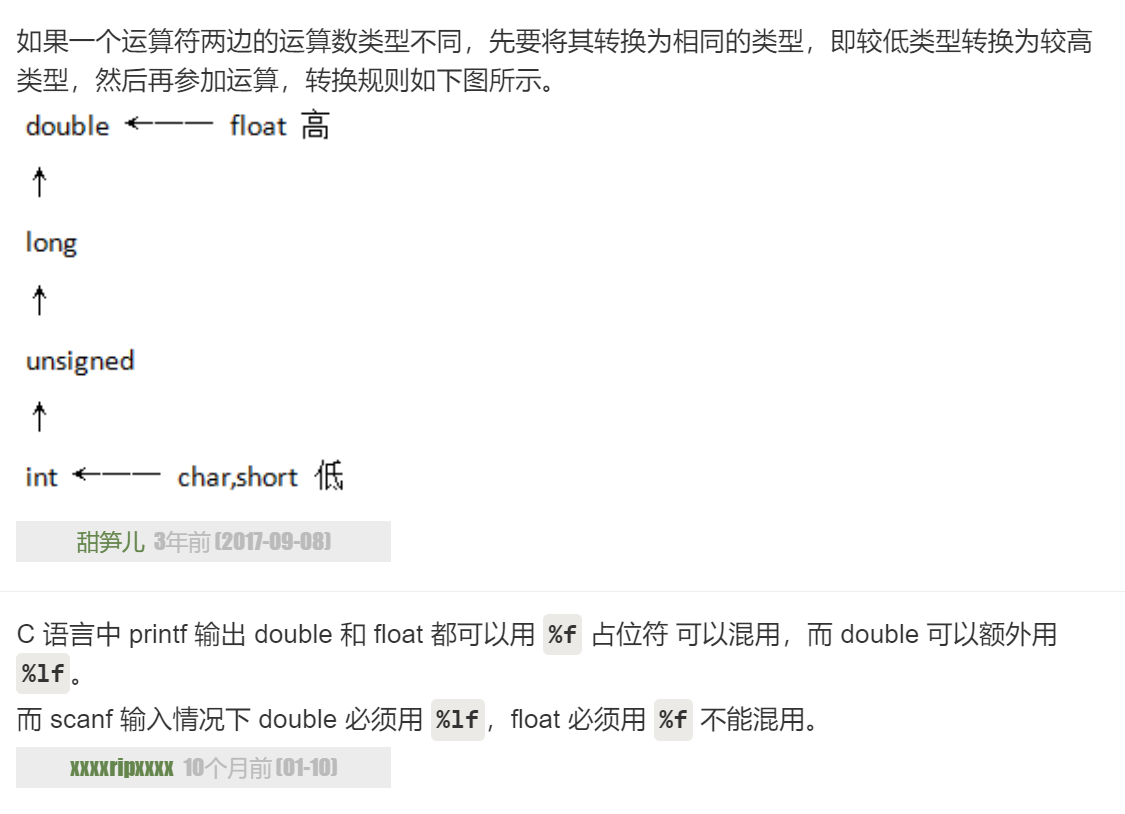 如果一个运算符两边的运算数类型不同，先要将其转换为相同的类型，即较低类型转换为较高
类型，然后再参加运算，转换规则如下图所示。
double ←—— float 高
↑
long
↑
unsigned
↑
int ←—— char,short 低
甜笋儿 3年前 (2017-09-08)
C 语言中 printf 输出 double 和 float 都可以用 %f 占位符 可以混用，而 double 可以额外用
%lf。
而 scanf 输入情况下 double 必须用 %lf，float 必须用 %f 不能混用。
xxxxripxxxx 10个月前 (01-10)